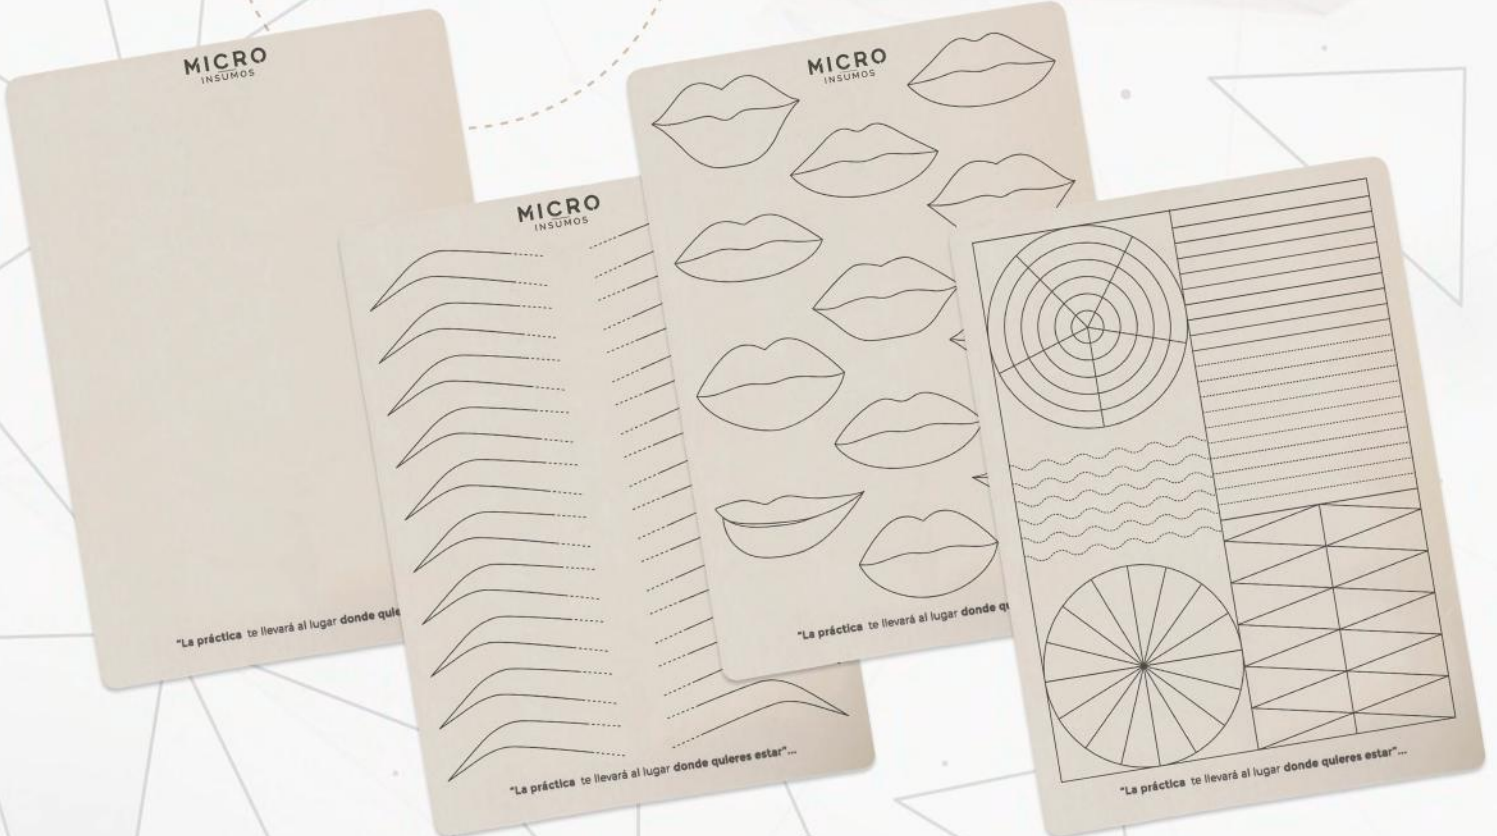 MICRO
INSUMOS
"La práctica te llevará al lugar donde quie
MICRO
INSUMOS
"La práctica te llevará al lugar donde quieres estar"...
MICRO
INSUMOS
"La práctica te llevará al lugar donde qu
"La práctica te llevará al lugar donde quieres estar"...